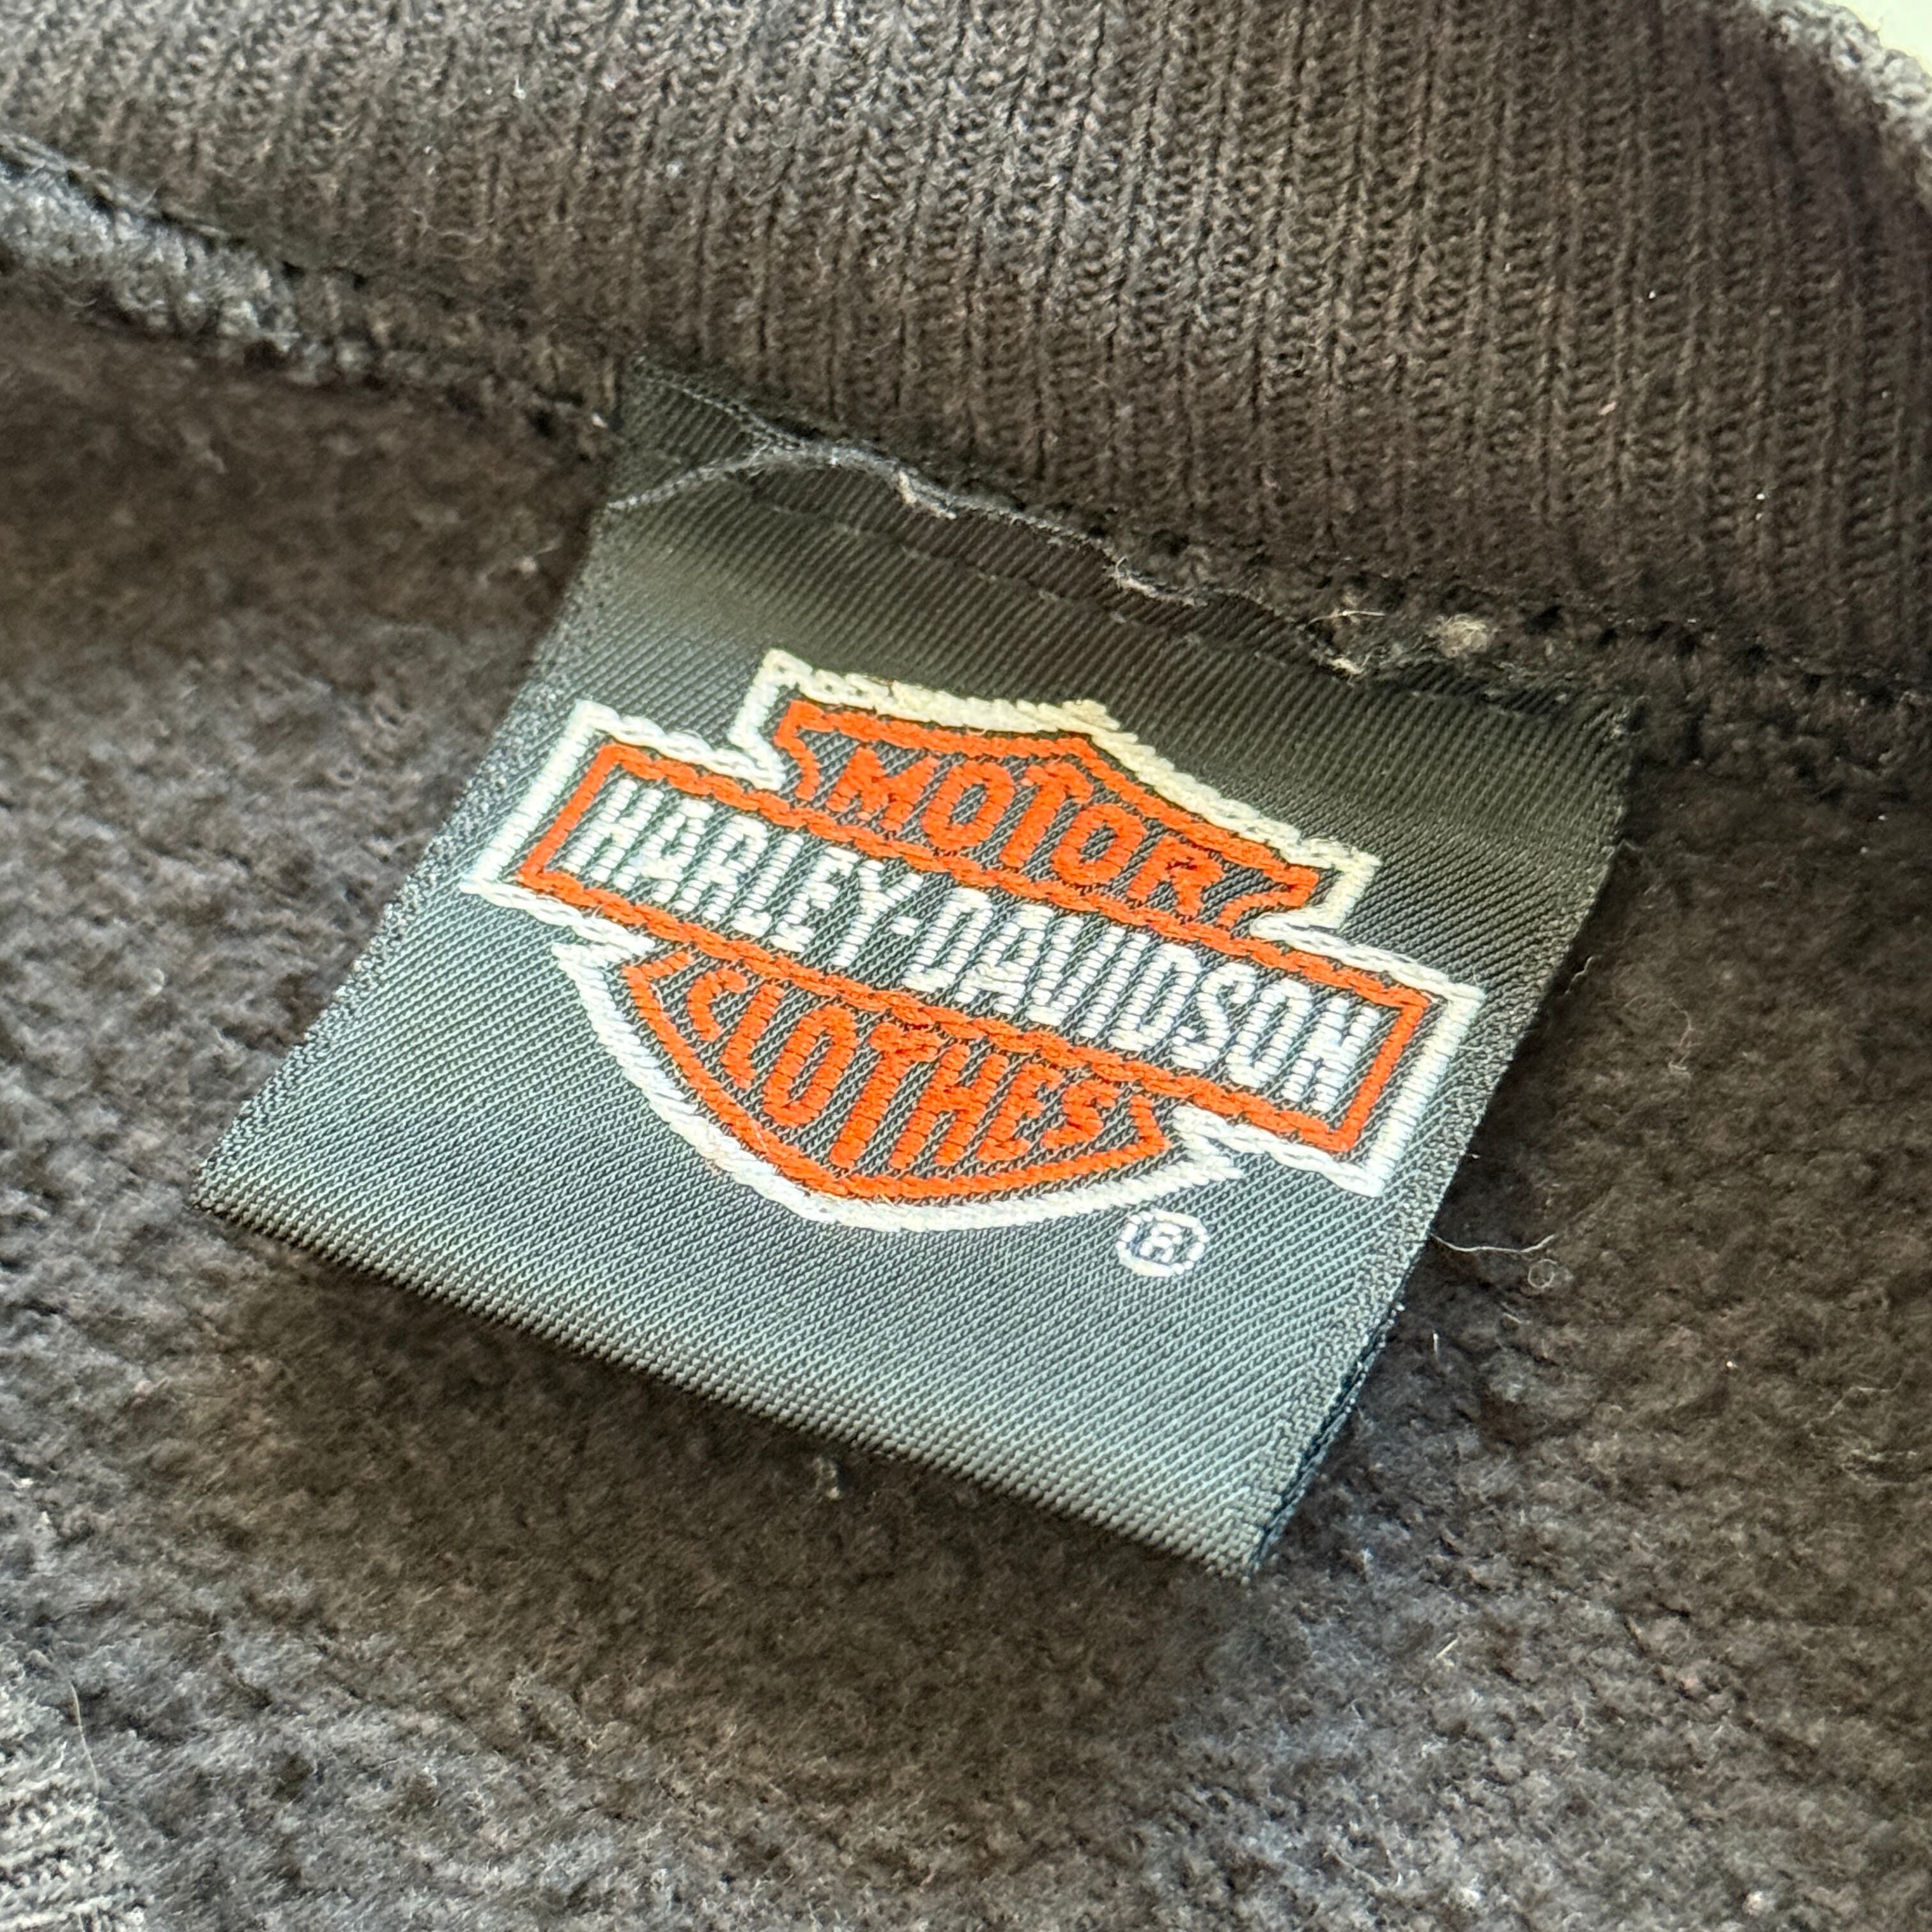 MOTOR
HARLEY-DAVIDSON
CLOTHES
®